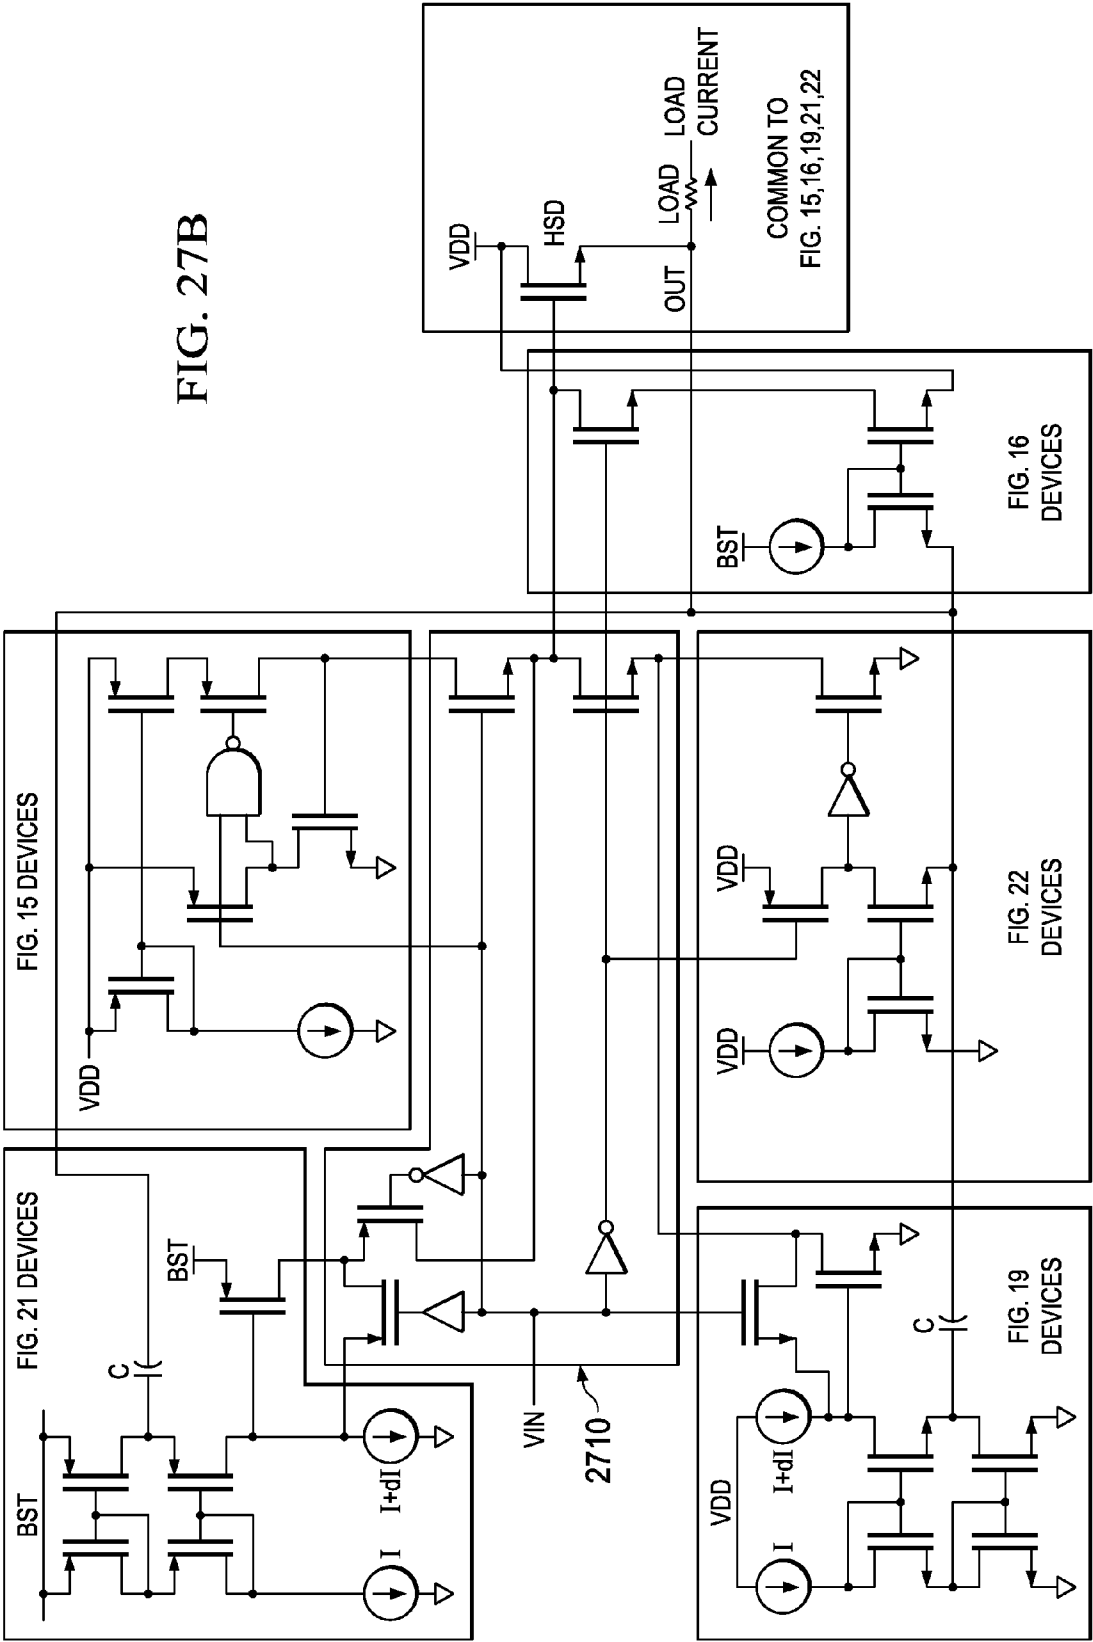 FIG. 27B
FIG. 21 DEVICES
BST
C
BST
I
I+dI
FIG. 15 DEVICES
VDD
VDD
HSD
OUT
LOAD
LOAD
CURRENT
COMMON TO
FIG. 15,16,19,21,22
VIN
2710
VDD
I
I+dI
C
FIG. 19
DEVICES
VDD
VDD
FIG. 22
DEVICES
BST
FIG. 16
DEVICES